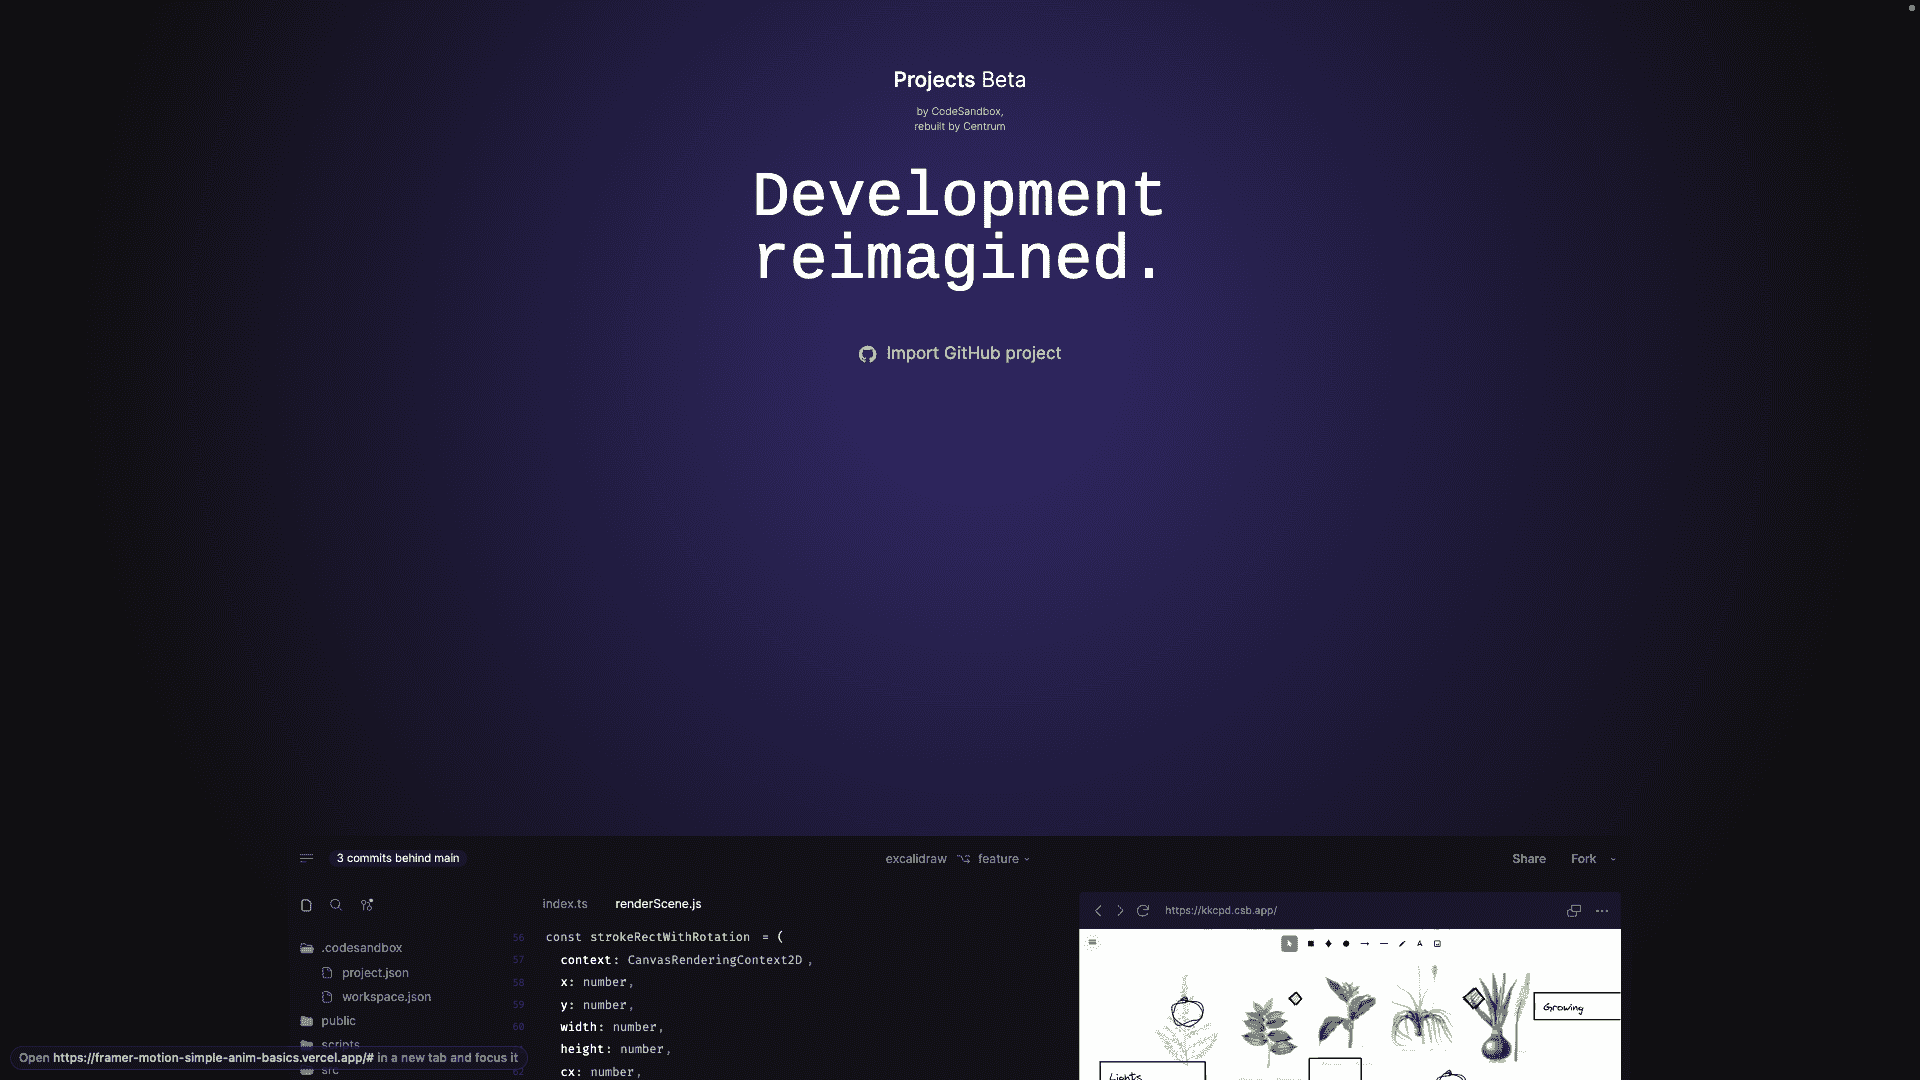 Projects Beta
by CodeSandbox,
rebuilt by Centrum
Development
reimagined.
Import GitHub project
3 commits behind main
excalidraw feature
Share Fork
index.ts renderScene.js
https://kkcpd.csb.app/
.codesandbox
project.json
workspace.json
public
scripts
src
56 const strokeRectWithRotation = (
57 context: CanvasRenderingContext2D,
58 x: number,
59 y: number,
60 width: number,
height: number,
62 cx: number,
A
Growing
Lights
Open https://framer-motion-simple-anim-basics.vercel.app/# in a new tab and focus it